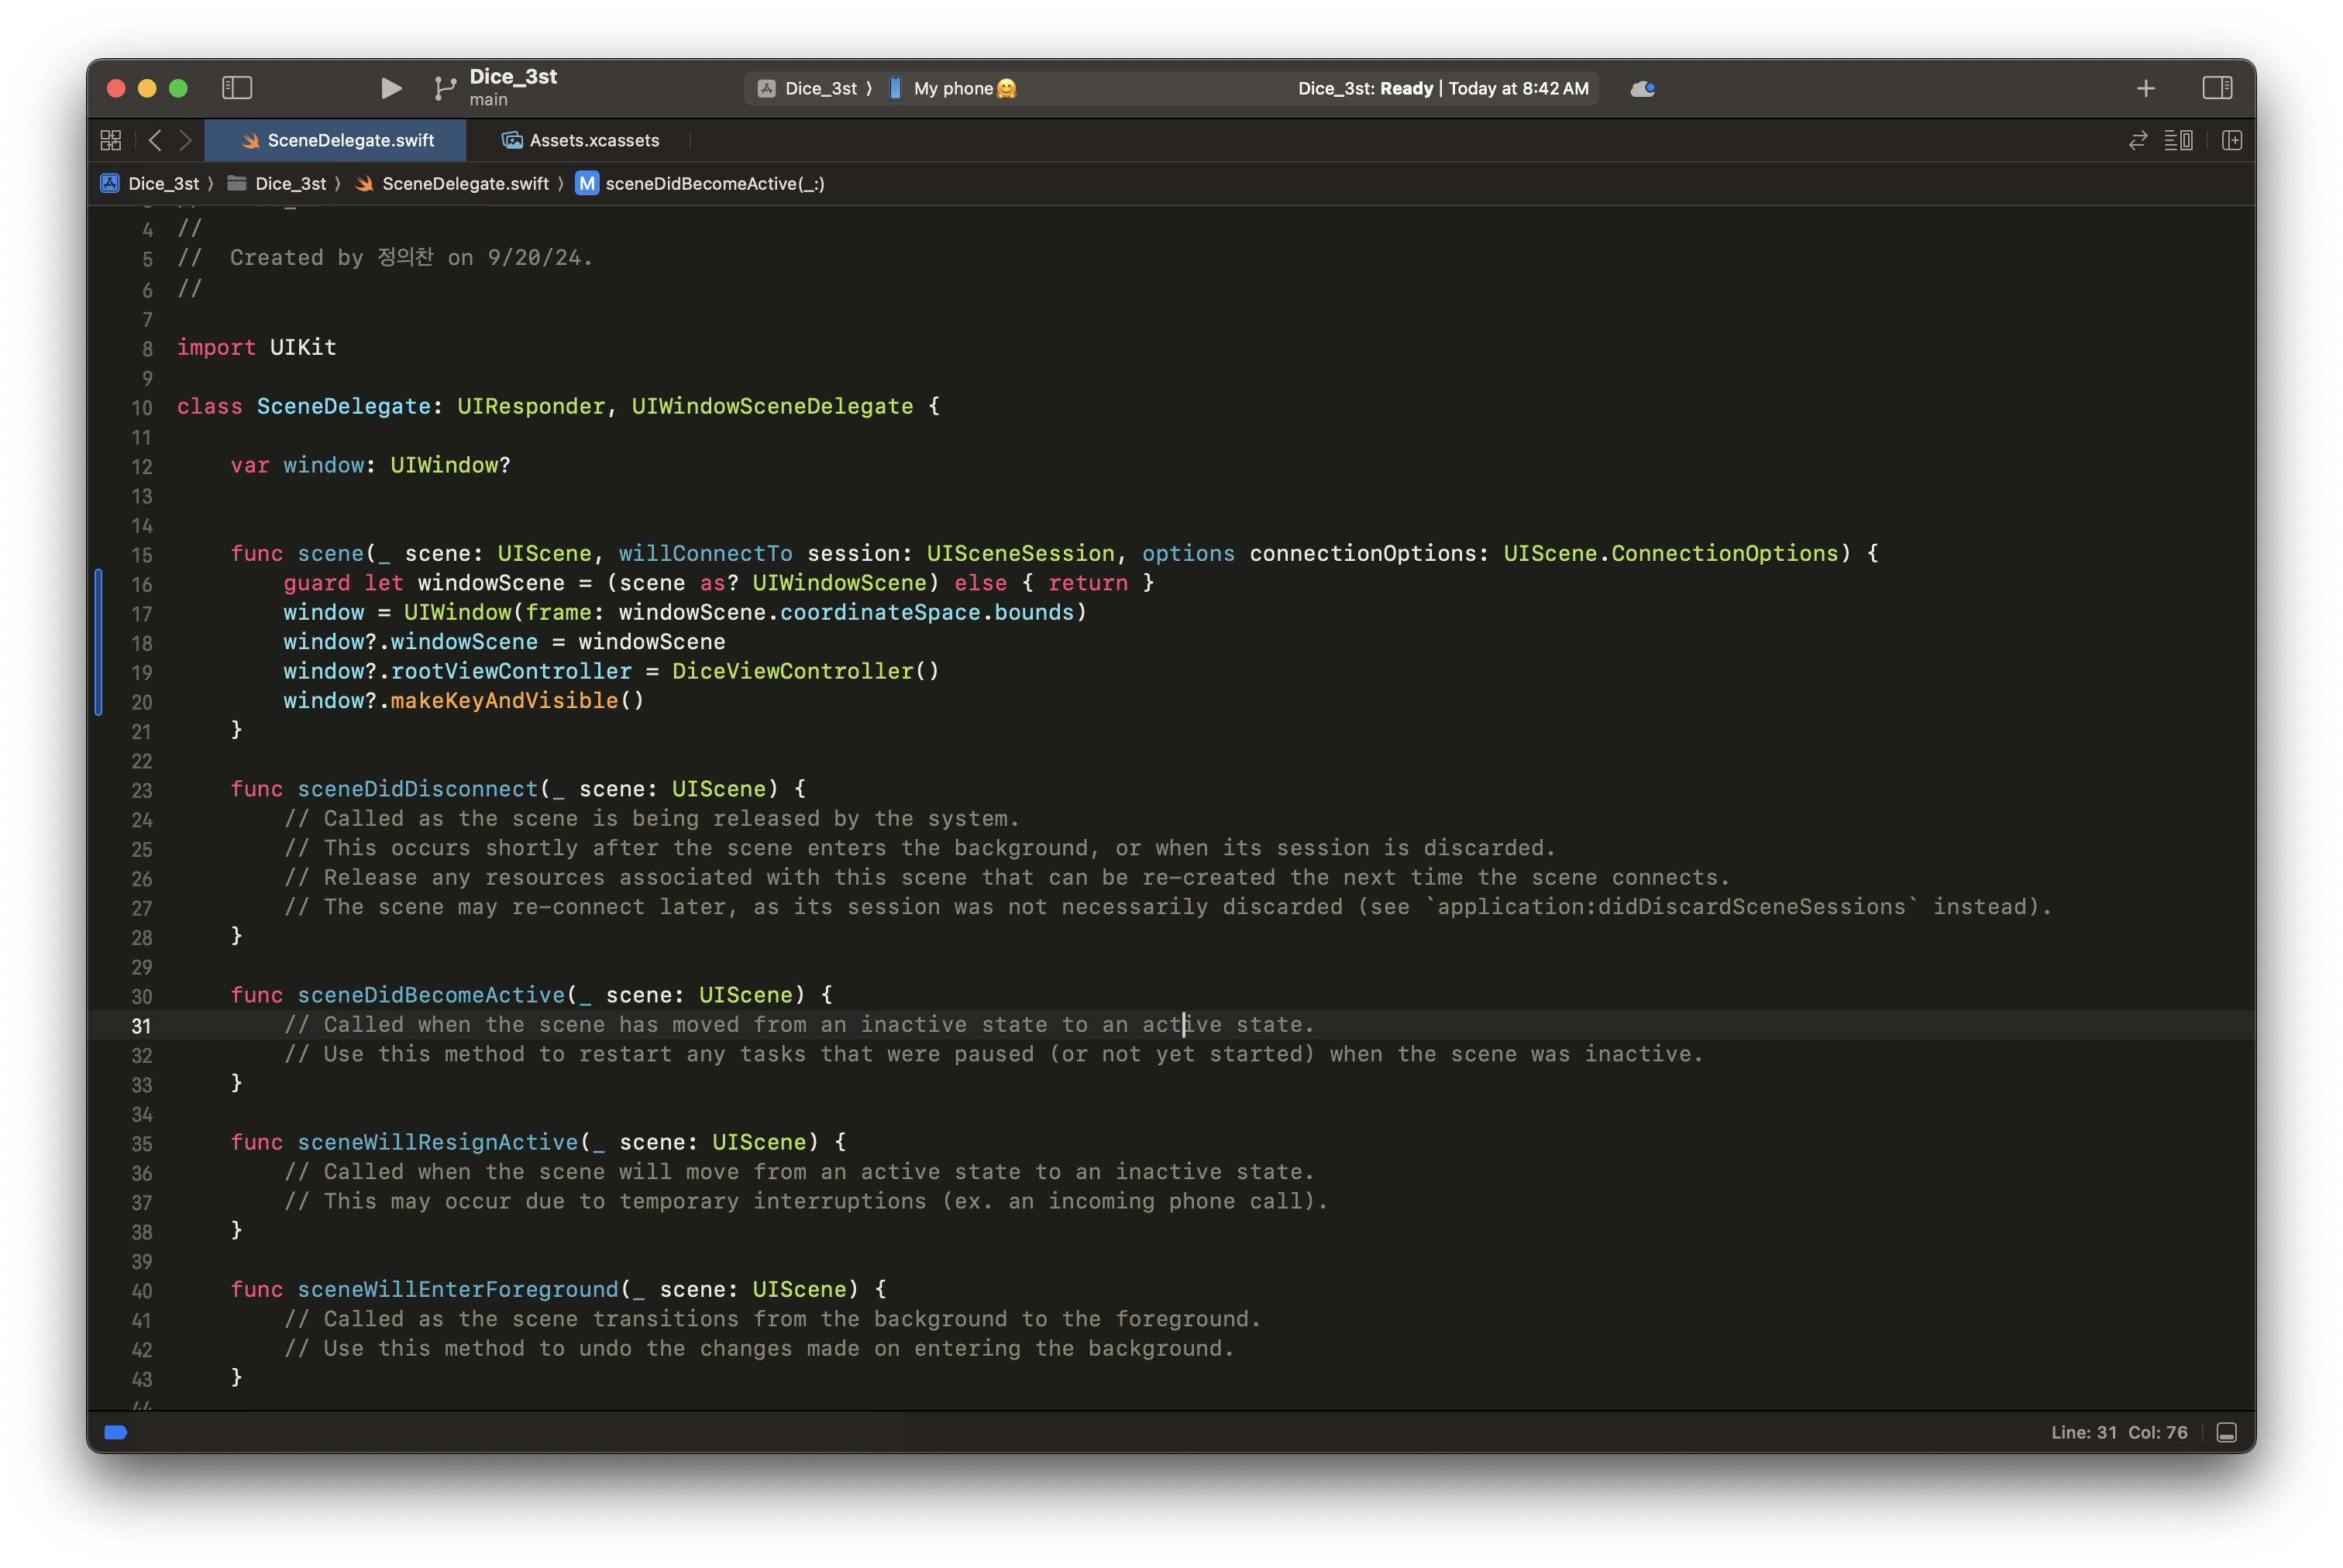 Dice_3st
main
Dice_3st 〉 My phone🤗 Dice_3st: Ready | Today at 8:42 AM
SceneDelegate.swift Assets.xcassets
Dice_3st 〉 Dice_3st 〉 SceneDelegate.swift 〉 M sceneDidBecomeActive(_:)
4 //
5 //  Created by 정의찬 on 9/20/24.
6 //
7
8 import UIKit
9
10 class SceneDelegate: UIResponder, UIWindowSceneDelegate {
11
12     var window: UIWindow?
13
14
15     func scene(_ scene: UIScene, willConnectTo session: UISceneSession, options connectionOptions: UIScene.ConnectionOptions) {
16         guard let windowScene = (scene as? UIWindowScene) else { return }
17         window = UIWindow(frame: windowScene.coordinateSpace.bounds)
18         window?.windowScene = windowScene
19         window?.rootViewController = DiceViewController()
20         window?.makeKeyAndVisible()
21     }
22
23     func sceneDidDisconnect(_ scene: UIScene) {
24         // Called as the scene is being released by the system.
25         // This occurs shortly after the scene enters the background, or when its session is discarded.
26         // Release any resources associated with this scene that can be re-created the next time the scene connects.
27         // The scene may re-connect later, as its session was not necessarily discarded (see `application:didDiscardSceneSessions` instead).
28     }
29
30     func sceneDidBecomeActive(_ scene: UIScene) {
31         // Called when the scene has moved from an inactive state to an active state.
32         // Use this method to restart any tasks that were paused (or not yet started) when the scene was inactive.
33     }
34
35     func sceneWillResignActive(_ scene: UIScene) {
36         // Called when the scene will move from an active state to an inactive state.
37         // This may occur due to temporary interruptions (ex. an incoming phone call).
38     }
39
40     func sceneWillEnterForeground(_ scene: UIScene) {
41         // Called as the scene transitions from the background to the foreground.
42         // Use this method to undo the changes made on entering the background.
43     }
Line: 31 Col: 76